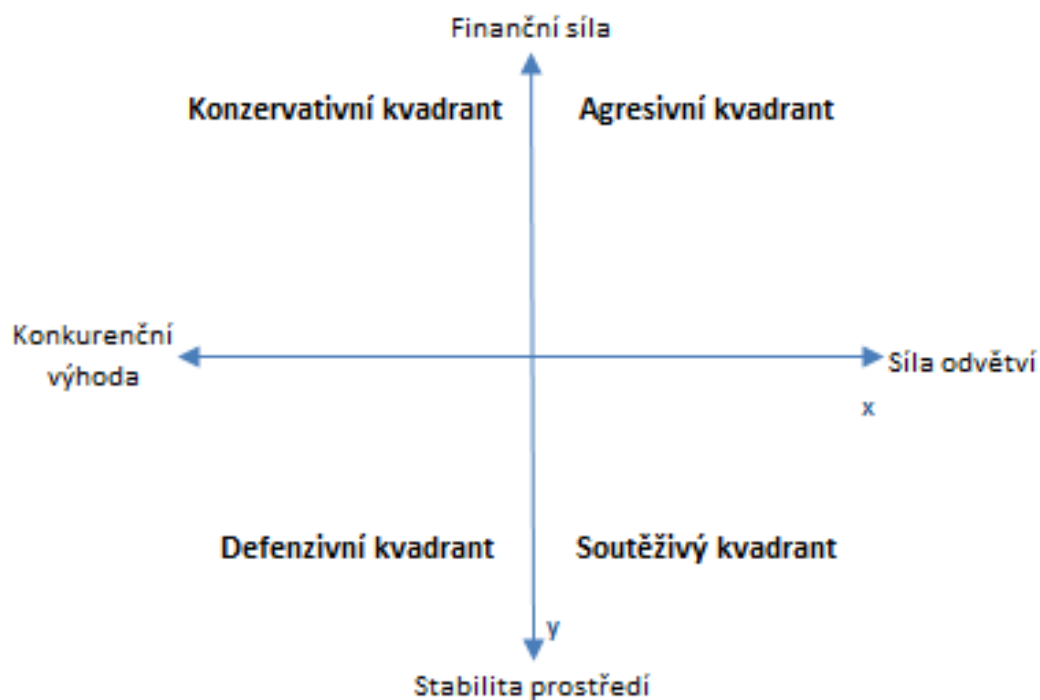 Finanční síla
Konzervativní kvadrant
Agresivní kvadrant
Konkurenční
výhoda
Síla odvětví
x
Defenzivní kvadrant
Soutěživý kvadrant
y
Stabilita prostředí